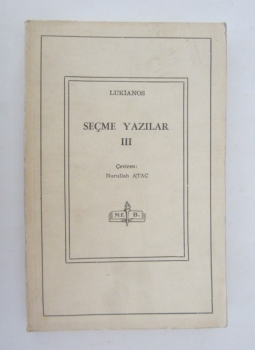 LUKIANOS
SEÇME YAZILAR
III
Çeviren:
Nurullah ATAÇ
M.E. B.